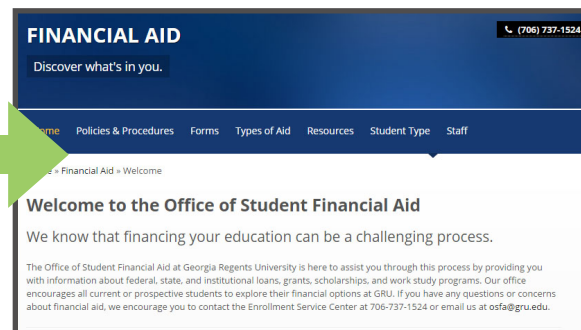 FINANCIAL AID
(706) 737-1524
Discover what's in you.
ome Policies & Procedures Forms Types of Aid Resources Student Type Staff
» Financial Aid » Welcome
Welcome to the Office of Student Financial Aid
We know that financing your education can be a challenging process.
The Office of Student Financial Aid at Georgia Regents University is here to assist you through this process by providing you
with information about federal, state, and institutional loans, grants, scholarships, and work study programs. Our office
encourages all current or prospective students to explore their financial options at GRU. If you have any questions or concerns
about financial aid, we encourage you to contact the Enrollment Service Center at 706-737-1524 or email us at osfa@gru.edu.